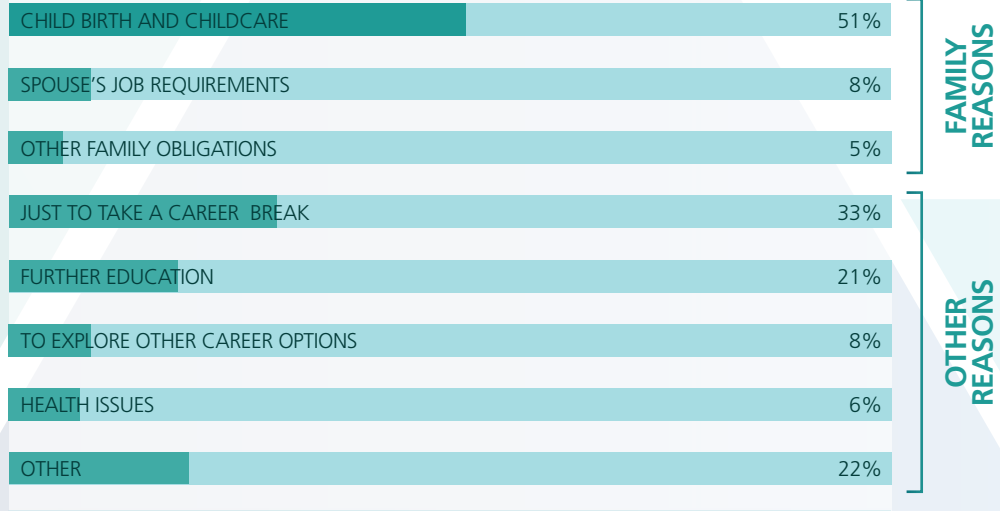 CHILD BIRTH AND CHILDCARE 51%
SPOUSE'S JOB REQUIREMENTS 8%
OTHER FAMILY OBLIGATIONS 5%
FAMILY
REASONS
JUST TO TAKE A CAREER BREAK 33%
FURTHER EDUCATION 21%
TO EXPLORE OTHER CAREER OPTIONS 8%
HEALTH ISSUES 6%
OTHER 22%
OTHER
REASONS